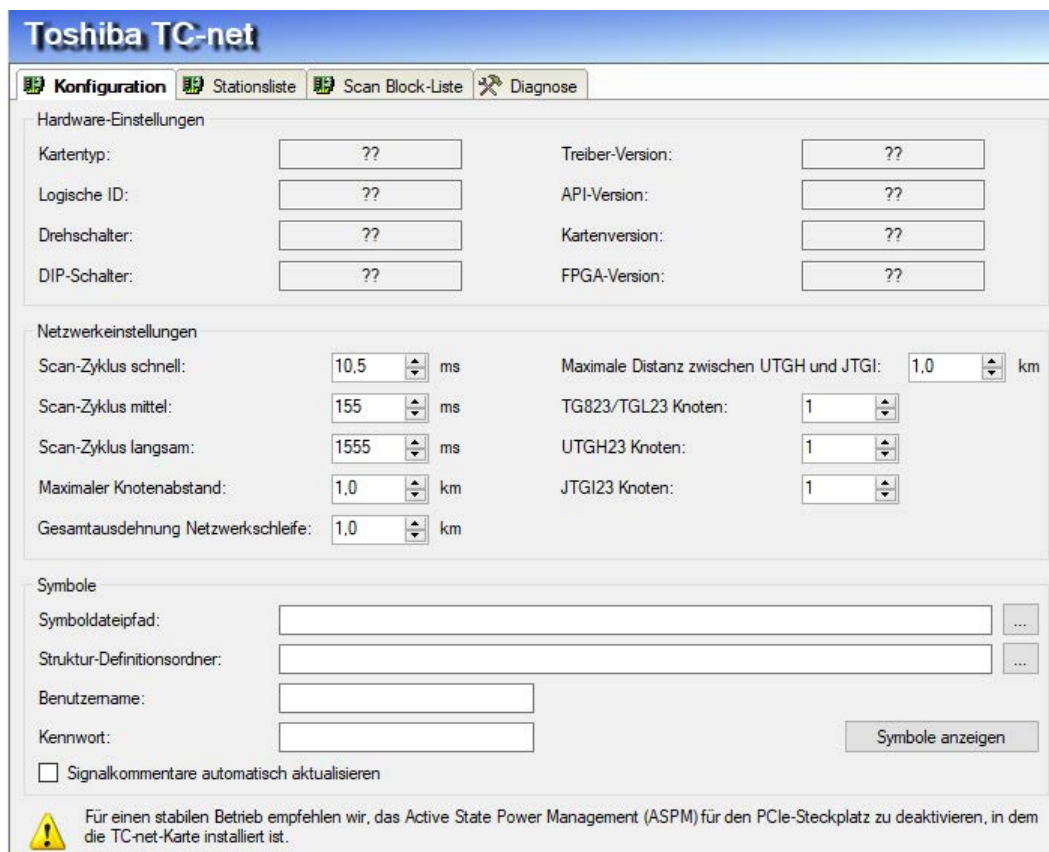 Toshiba TC-net
Konfiguration Stationsliste Scan Block-Liste Diagnose
Hardware-Einstellungen
Kartentyp: ?? Treiber-Version: ??
Logische ID: ?? API-Version: ??
Drehschalter: ?? Kartenversion: ??
DIP-Schalter: ?? FPGA-Version: ??
Netzwerkeinstellungen
Scan-Zyklus schnell: 10,5 ms Maximale Distanz zwischen UTGH und JTGI: 1,0 km
Scan-Zyklus mittel: 155 ms TG823/TGL23 Knoten: 1
Scan-Zyklus langsam: 1555 ms UTGH23 Knoten: 1
Maximaler Knotenabstand: 1,0 km JTGI23 Knoten: 1
Gesamtausdehnung Netzwerkschleife: 1,0 km
Symbole
Symboldateipfad: ...
Struktur-Definitionsordner: ...
Benutzername:
Kennwort: Symbole anzeigen
Signalkommentare automatisch aktualisieren
Für einen stabilen Betrieb empfehlen wir, das Active State Power Management (ASPM) für den PCIe-Steckplatz zu deaktivieren, in dem
die TC-net-Karte installiert ist.